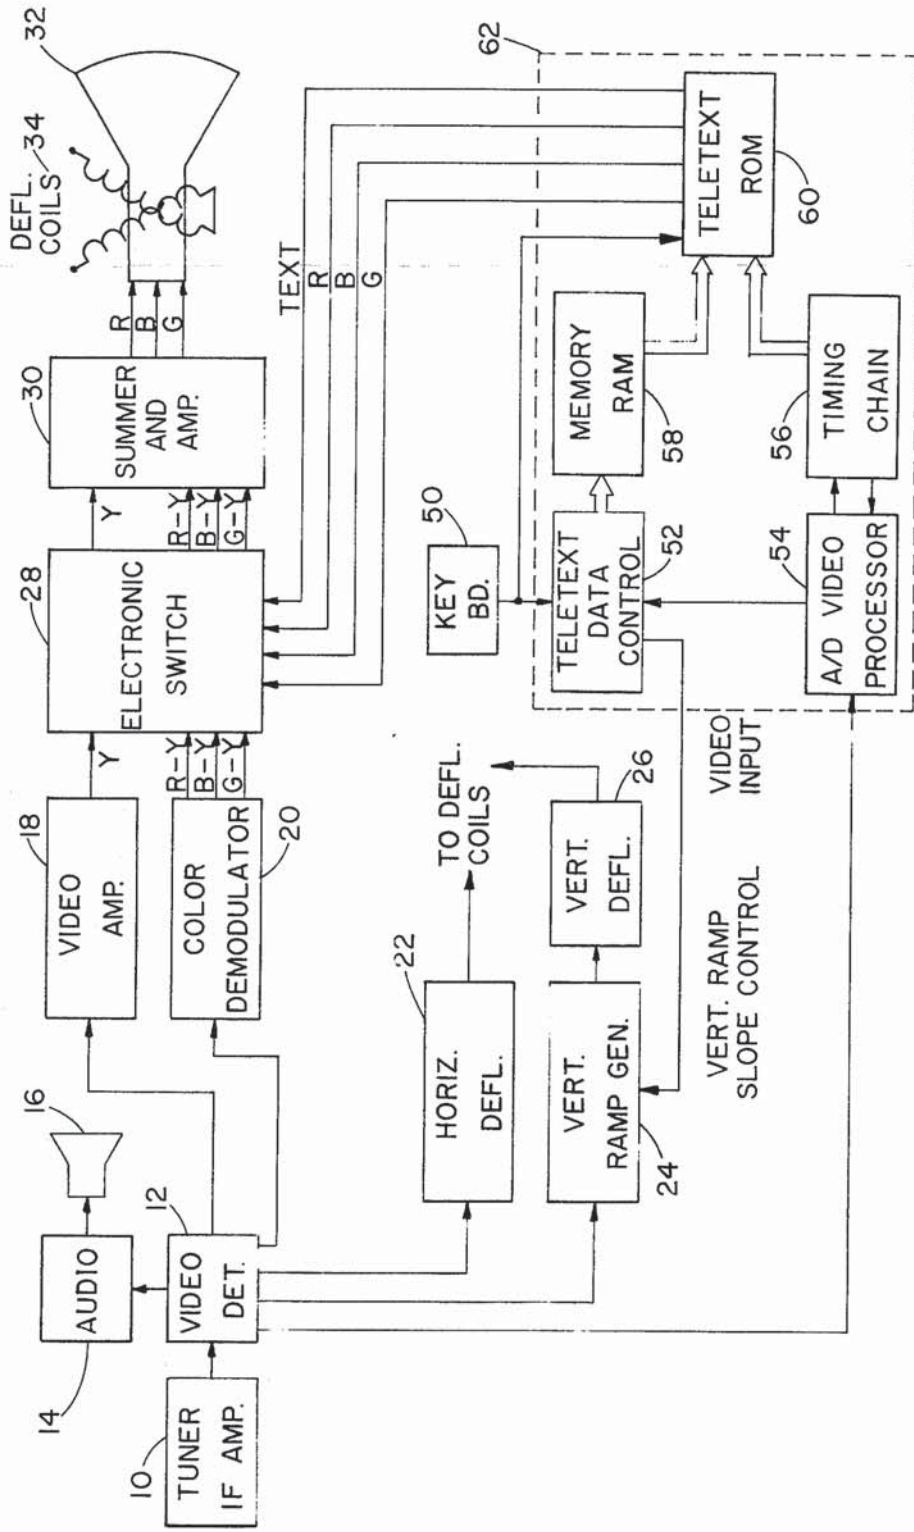 14
AUDIO
16
10
TUNER
IF AMP.
12
VIDEO
DET.
18
VIDEO
AMP.
Y
COLOR
DEMODULATOR
20
R-Y
B-Y
G-Y
28
ELECTRONIC
SWITCH
Y
R-Y
B-Y
G-Y
30
SUMMER
AND
AMP.
R
B
G
DEFL.
COILS
34
32
TEXT
R
B
G
22
HORIZ.
DEFL.
TO DEFL.
COILS
VERT.
RAMP GEN.
24
VERT.
DEFL.
26
VERT. RAMP
SLOPE CONTROL
VIDEO
INPUT
50
KEY
BD.
62
TELETEXT
DATA
CONTROL
52
MEMORY
RAM
58
TELETEXT
ROM
60
54
A/D VIDEO
PROCESSOR
56
TIMING
CHAIN